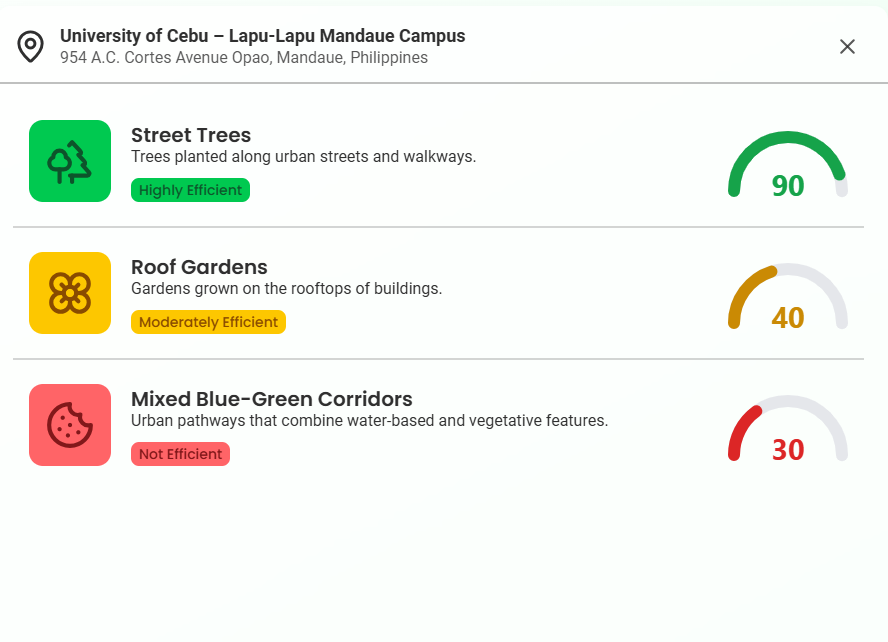 University of Cebu – Lapu-Lapu Mandaue Campus
954 A.C. Cortes Avenue Opao, Mandaue, Philippines
Street Trees
Trees planted along urban streets and walkways.
Highly Efficient
90
Roof Gardens
Gardens grown on the rooftops of buildings.
Moderately Efficient
40
Mixed Blue-Green Corridors
Urban pathways that combine water-based and vegetative features.
Not Efficient
30